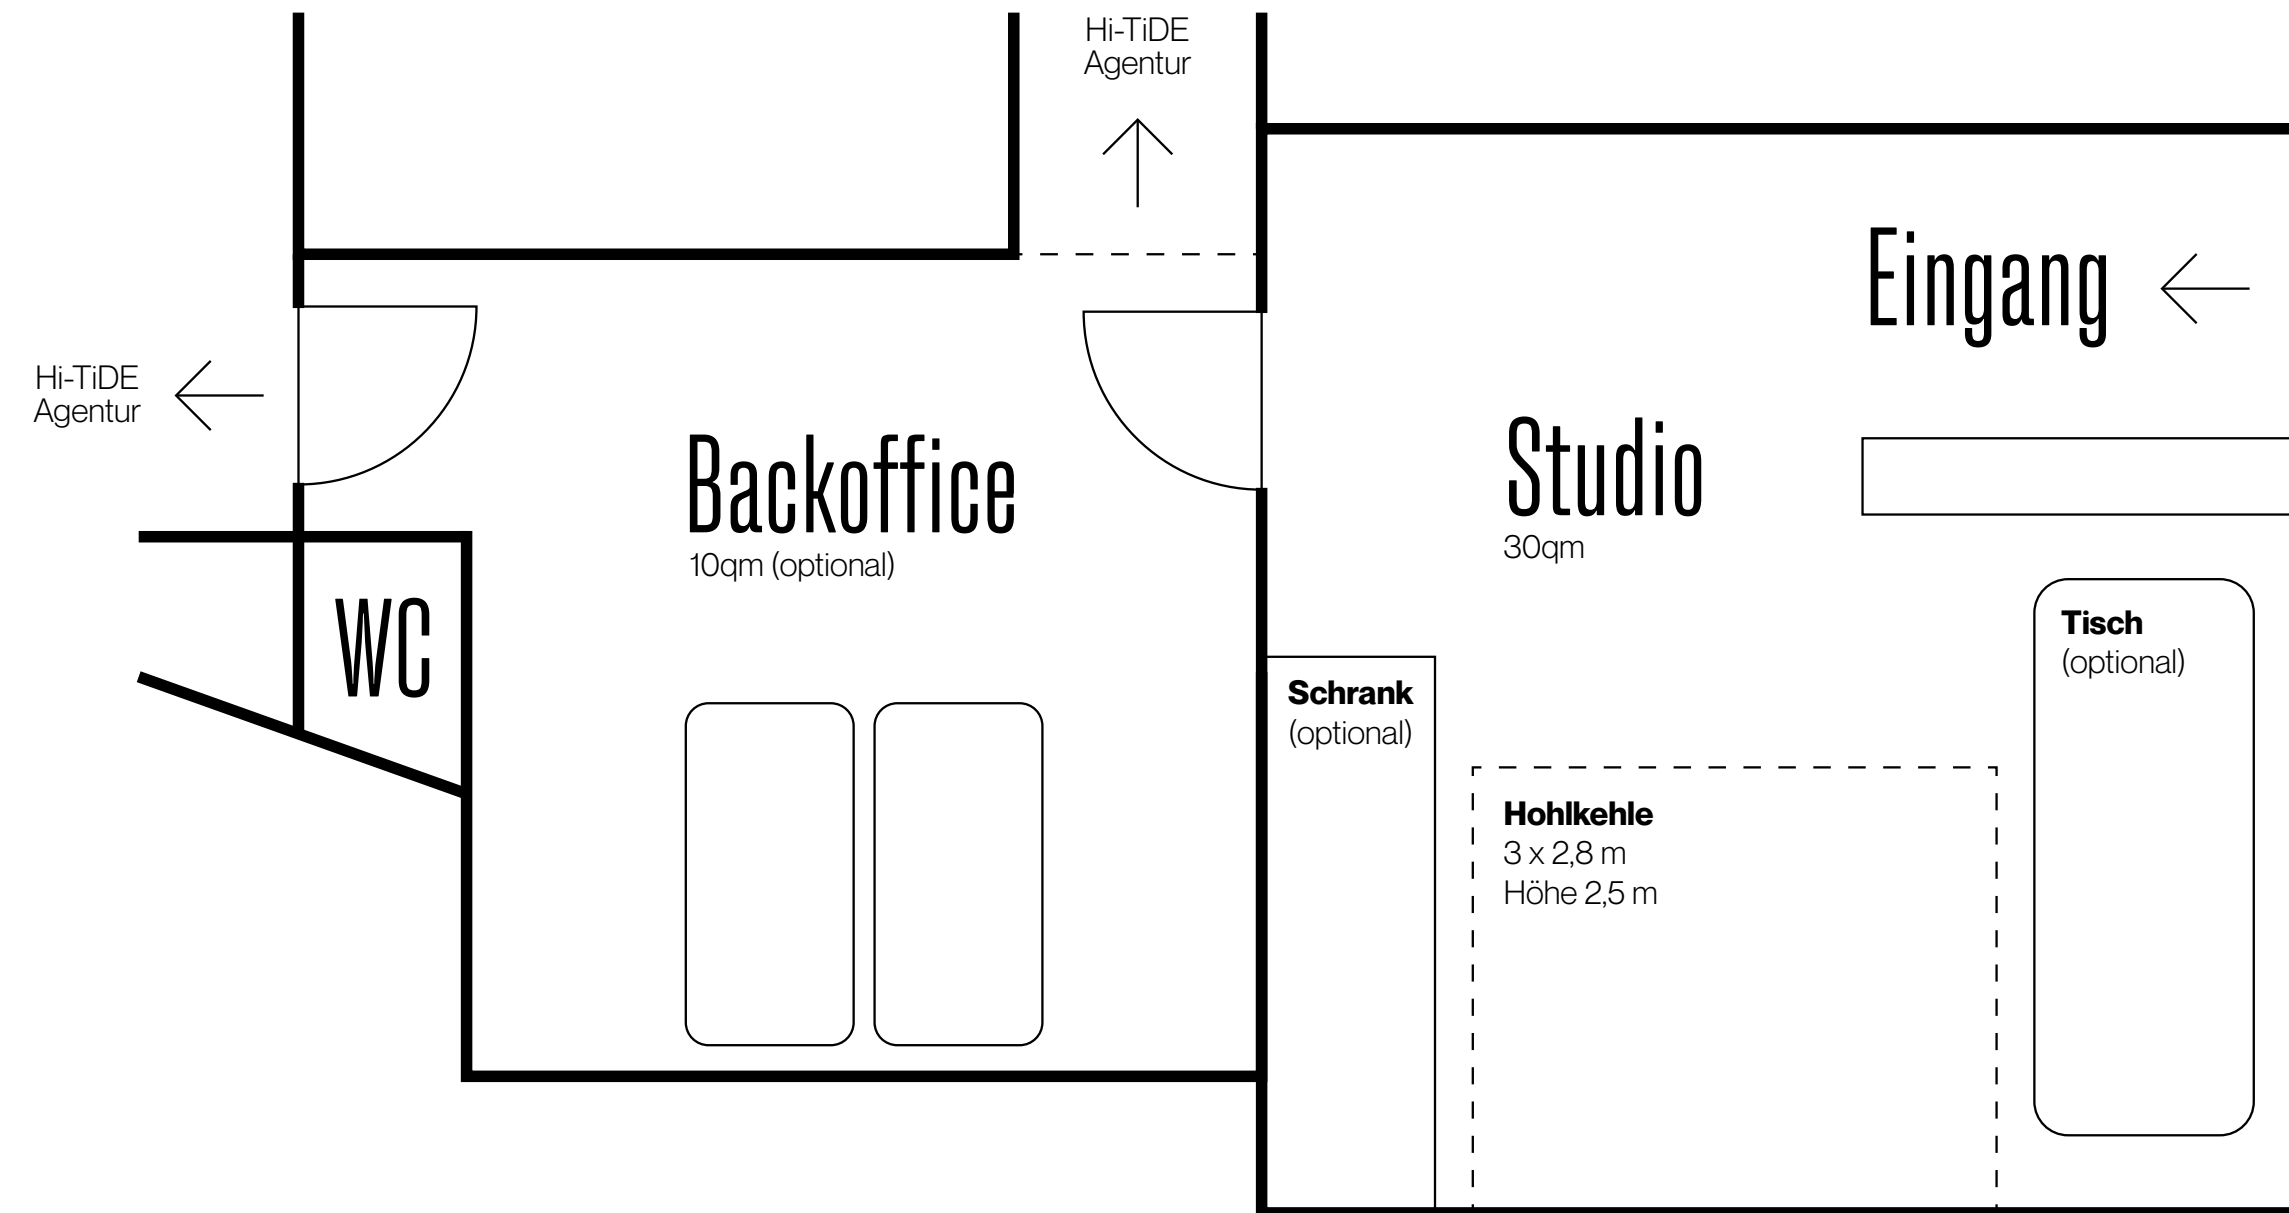 Hi-TiDE
Agentur
Eingang
Hi-TiDE
Agentur
Backoffice
10qm (optional)
Studio
30qm
WC
Tisch
(optional)
Schrank
(optional)
Hohlkehle
3 x 2,8 m
Höhe 2,5 m